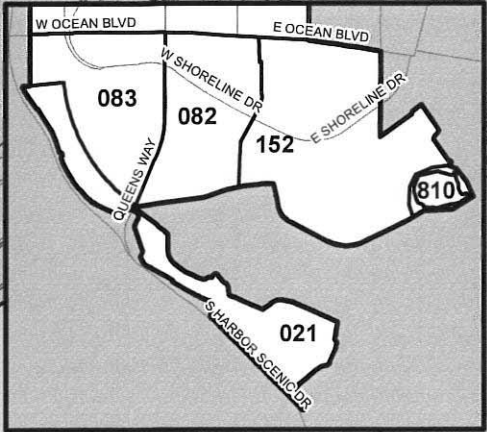 W OCEAN BLVD
E OCEAN BLVD
W SHORELINE DR
E SHORELINE DR
083
082
152
810
QUEENS WAY
021
S HARBOR SCENIC DR